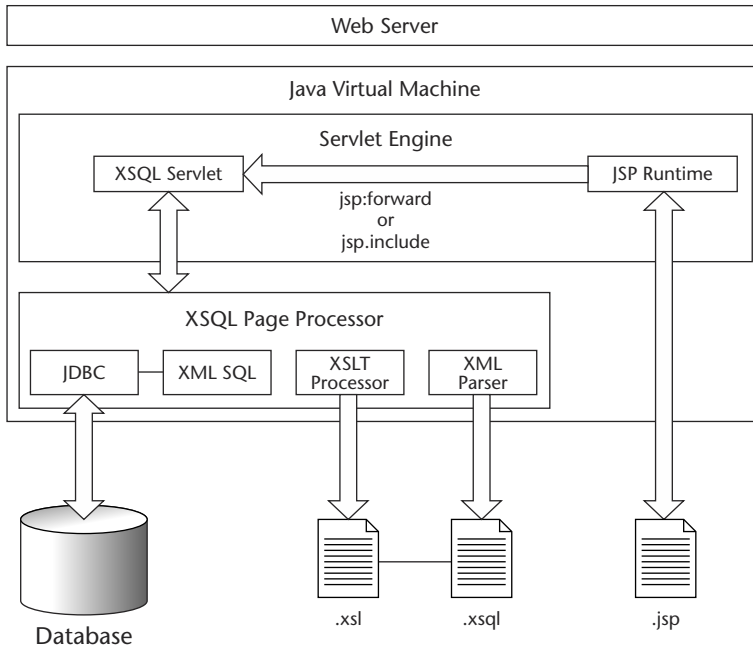 Web Server
Java Virtual Machine
Servlet Engine
XSQL Servlet
JSP Runtime
jsp:forward
or
jsp.include
XSQL Page Processor
JDBC
XML SQL
XSLT
Processor
XML
Parser
.xsl
.xsql
.jsp
Database